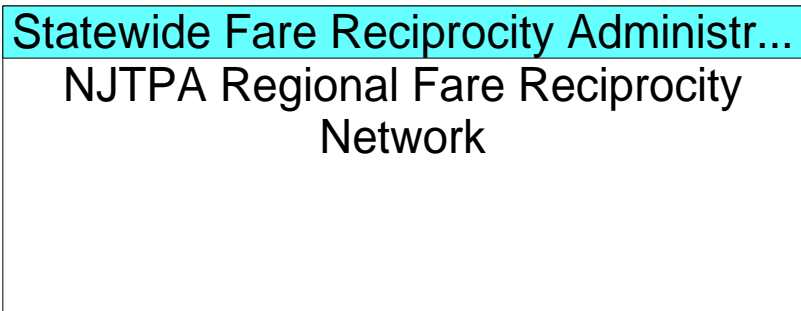 Statewide Fare Reciprocity Administr...
NJTPA Regional Fare Reciprocity
Network